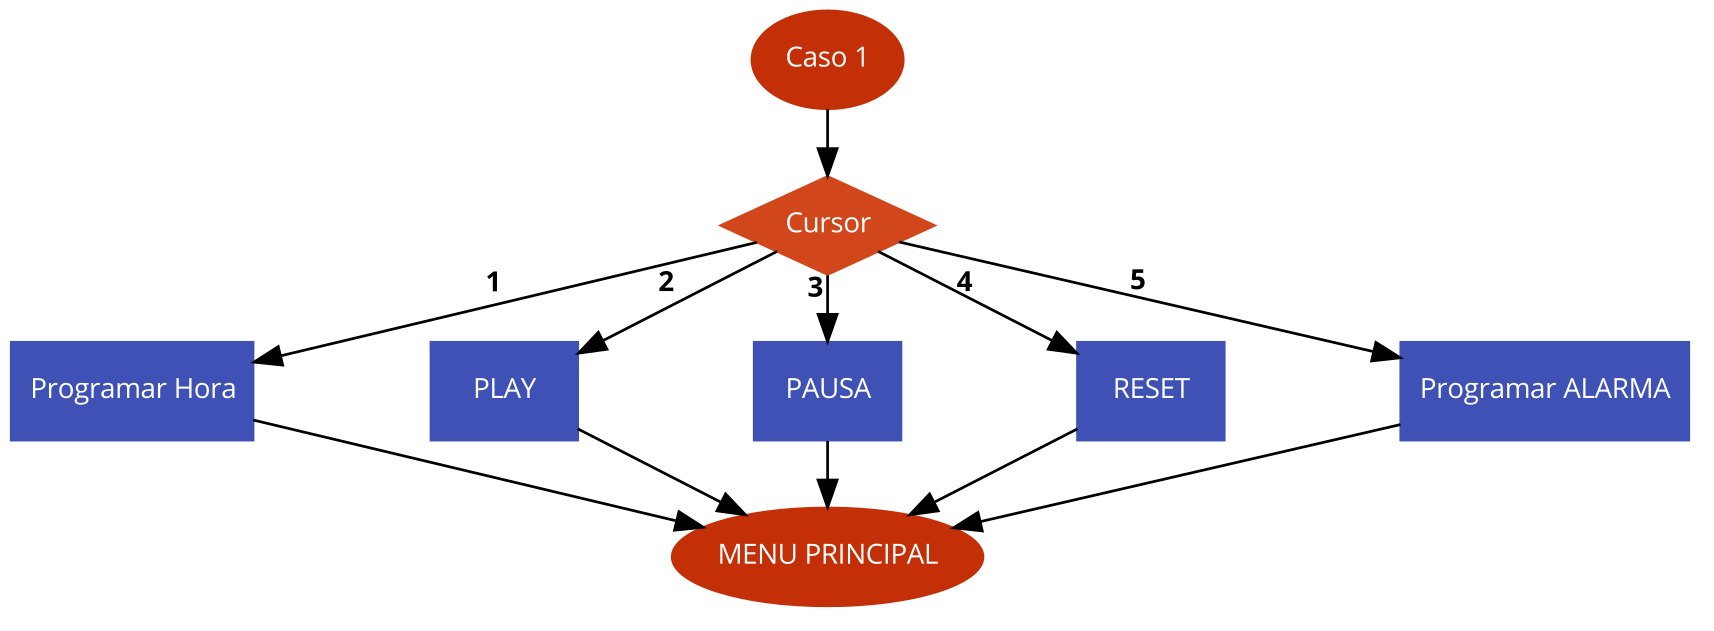 Caso 1
Cursor
1
2
3
4
5
Programar Hora
PLAY
PAUSA
RESET
Programar ALARMA
MENU PRINCIPAL